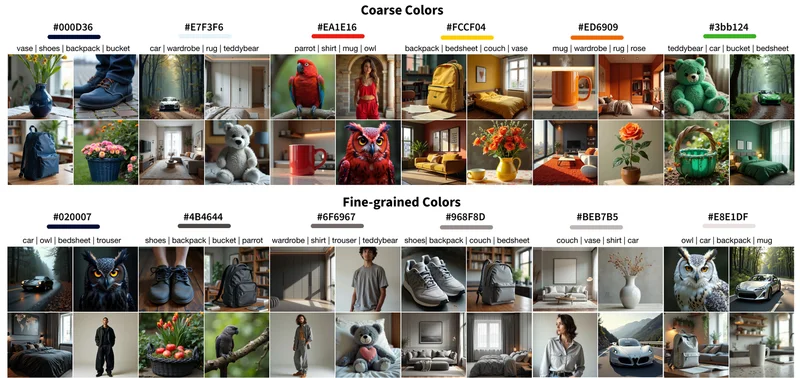 Coarse Colors
#000D36 #E7F3F6 #EA1E16 #FCCF04 #ED6909 #3bb124
vase | shoes | backpack | bucket car | wardrobe | rug | teddybear parrot | shirt | mug | owl backpack | bedsheet | couch | vase mug | wardrobe | rug | rose teddybear | car | bucket | bedsheet
Fine-grained Colors
#020007 #4B4644 #6F6967 #968F8D #BEB7B5 #E8E1DF
car | owl | bedsheet | trouser shoes | backpack | bucket | parrot wardrobe | shirt | trouser | teddybear shoes| backpack | couch | bedsheet couch | vase | shirt | car owl | car | backpack | mug